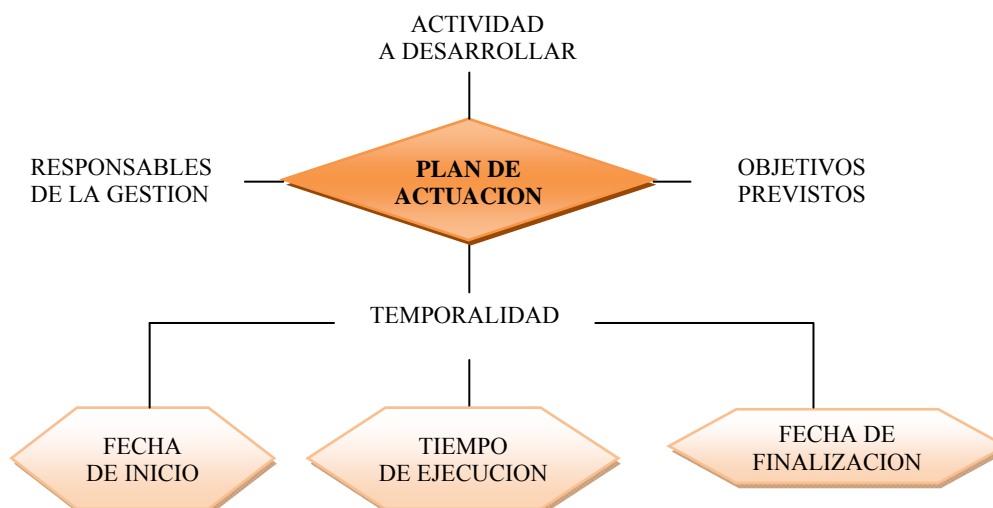 ACTIVIDAD
A DESARROLLAR
RESPONSABLES
DE LA GESTION
PLAN DE
ACTUACION
OBJETIVOS
PREVISTOS
TEMPORALIDAD
FECHA
DE INICIO
TIEMPO
DE EJECUCION
FECHA DE
FINALIZACION